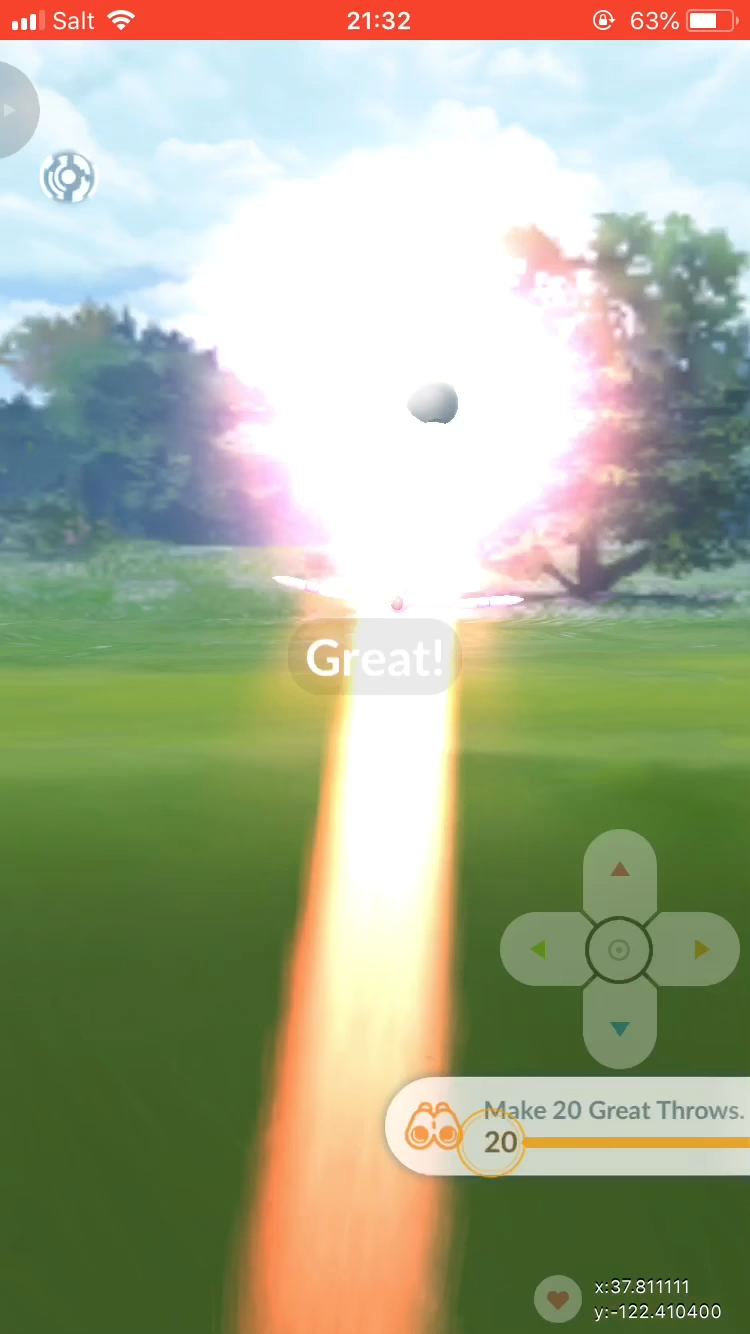 Salt
21:32
63%
Great!
Make 20 Great Throws.
20
x:37.811111
y:-122.410400